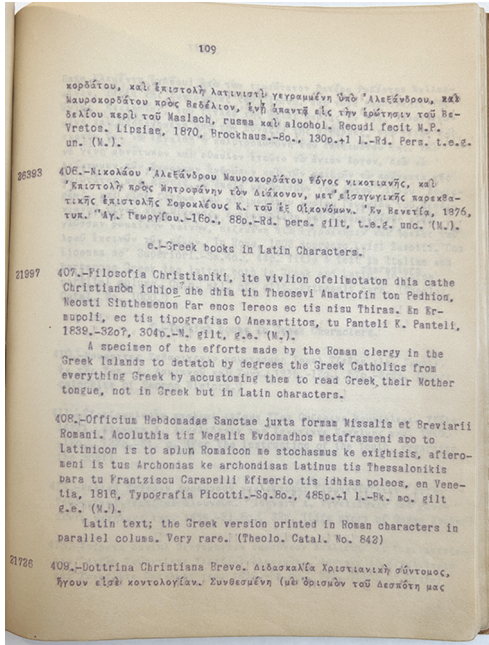 109
κορδάτου, καὶ ἐπιστολὴ λατινιστὶ γεγραμμένη ὑπὸ Ἀλεξάνδρου, καὶ
Μαυροκορδάτου πρὸς Βεδέλιον, ἐν ᾗ ἀπαντᾷ εἰς τὴν ἐρώτησιν τοῦ Βε-
δελίου περὶ τοῦ Maslach, rusma καὶ alcohol. Recudi fecit M.P.
Vretos. Lipsiae, 1870, Brockhaus.-8o., 130p.+1 l.-Rd. Pers. t.e.g.
un. (M.).
26393 406.-Νικολάου Ἀλεξάνδρου Μαυροκορδάτου Ψόγος νικοτιανῆς, καὶ
Ἐπιστολὴ πρὸς Μητροφάνην τὸν Διάκονον, μετ' εἰσαγωγικῆς παρεκβα-
τικῆς ἐπιστολῆς Σοφοκλέους Κ. τοῦ ἐξ Οἰκονόμων. Ἐν Βενετίᾳ, 1876,
τυπ. Ἁγ. Γεωργίου.-16o., 88p.-Rd. pers. gilt, t.e.g. unc. (M.).
e.-Greek books in Latin Characters.
21997 407.-Filosofia Christianiki, ite vivlion ofelimotaton dhia cathe
Christianòn idhios dhe dhia tin Theosevi Anatrofin ton Pedhion,
Neosti Sinthemenon Par enos Iereos ec tis nisu Thiras. En Er-
mupoli, ec tis tipografias O Anexartitos, tu Panteli K. Panteli,
1839.-32o?, 304p.-M. gilt, g.e. (M.).
A specimen of the efforts made by the Roman clergy in the
Greek Islands to detatch by degrees the Greek Catholics from
everything Greek by accustoming them to read Greek, their Mother
tongue, not in Greek but in Latin characters.
408.-Officium Hebdomadae Sanctae juxta formam Missalis et Breviarii
Romani. Acoluthia tis Megalis Evdomadhos metafrasmeni apo to
Latinicon is to aplun Romaicon me stochasmus ke exighisis, afiero-
meni is tus Archondas ke archondisas Latinus tis Thessalonikis
para tu Frantziscu Carapelli Efimerio tis idhias poleos, en Vene-
tia, 1816, Typografia Picotti.-Sq.8o., 485p.+1 l.-Bk. mc. gilt
g.e. (M.).
Latin text; the Greek version printed in Roman characters in
parallel colums. Very rare. (Theolo. Catal. No. 842)
21726 409.-Dottrina Christiana Breve. Διδασκαλία Χριστιανικὴ σύντομος,
ἤγουν εἰσὲ κοντολογίαν. Συνθεσμένη (μὲ ὁρισμὸν τοῦ Δεσπότη μας